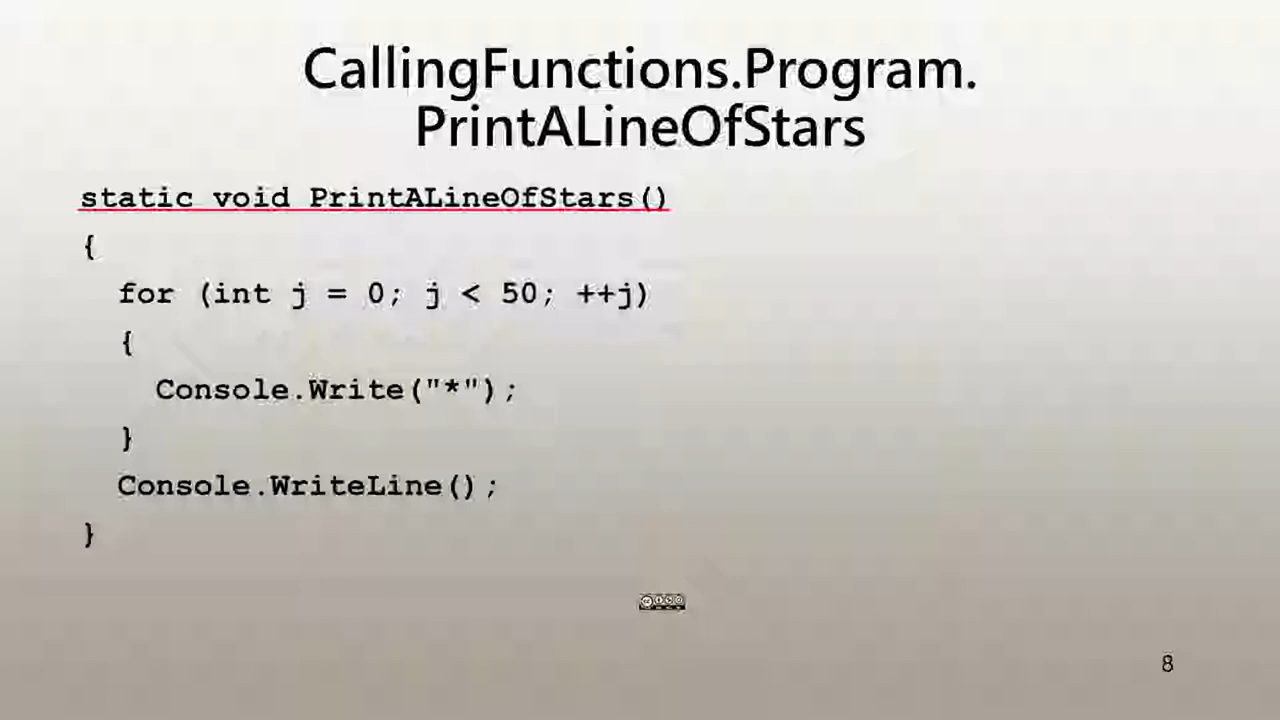 CallingFunctions.Program.
PrintALineOfStars
static void PrintALineOfStars()
{
for (int j = 0; j < 50; ++j)
{
Console.Write("*");
}
Console.WriteLine();
}
8